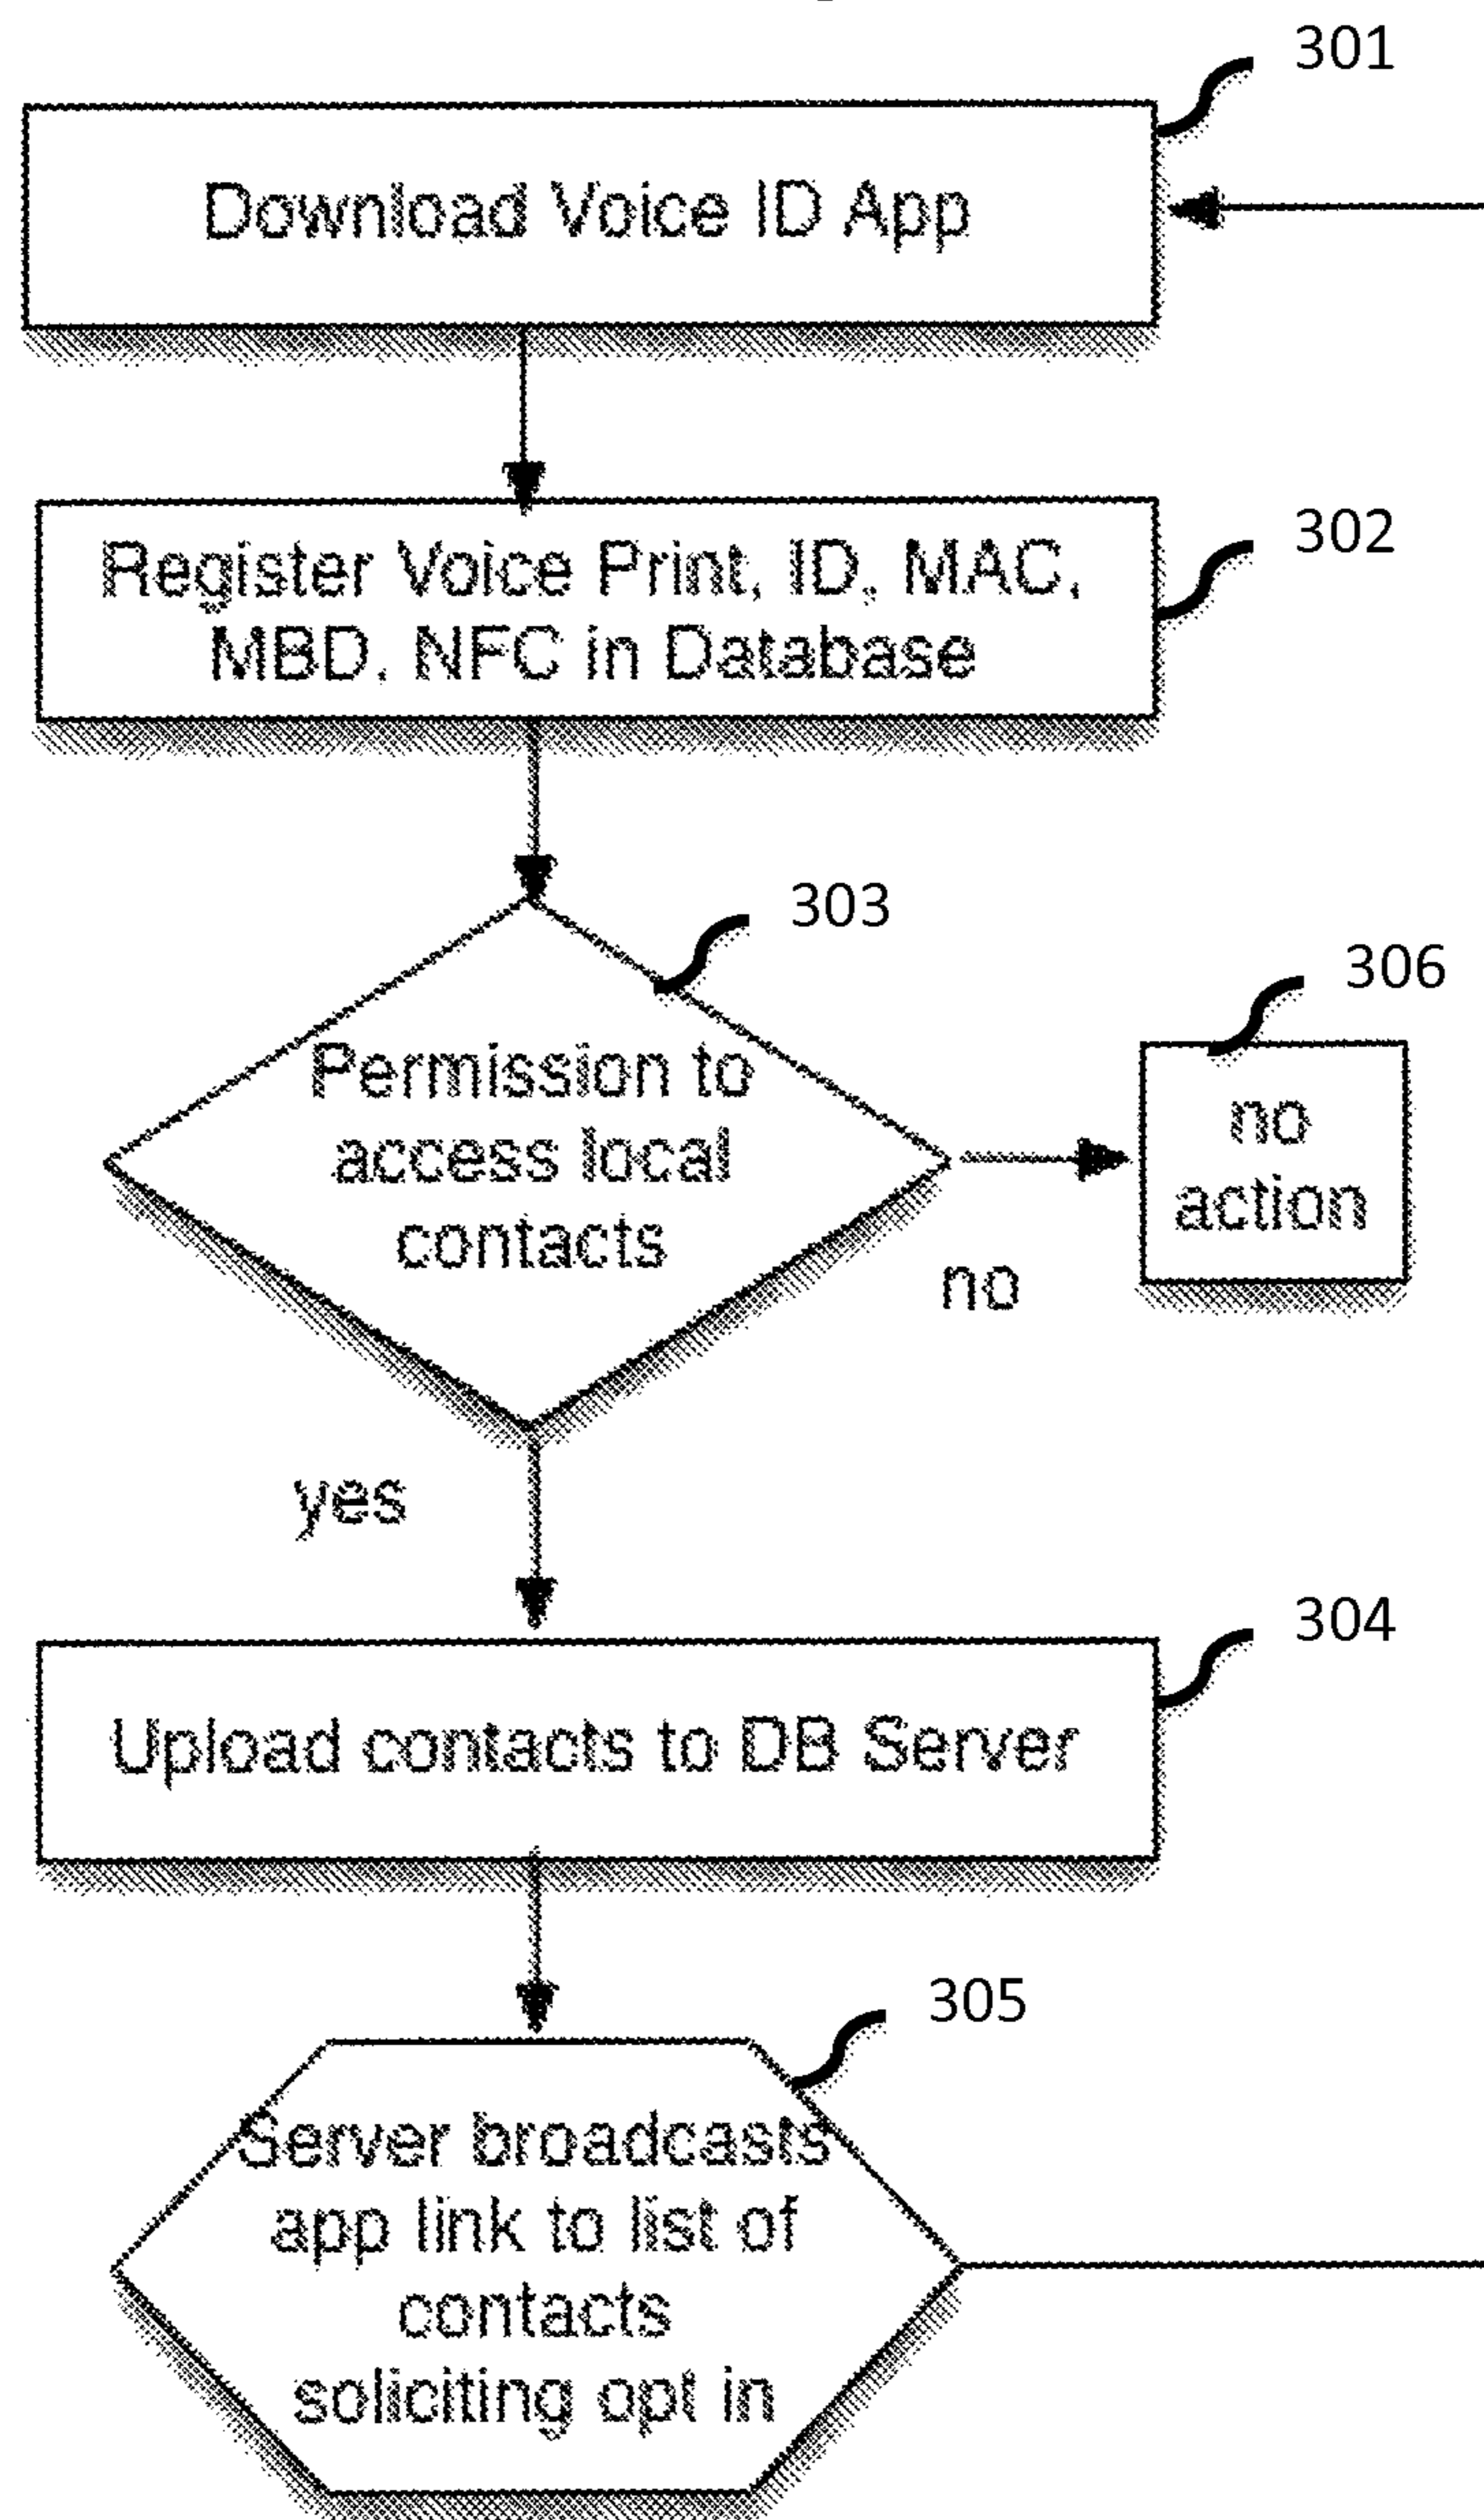 301
Download Voice ID App
302
Register Voice Print, ID, MAC,
MBD, NFC in Database
303
Permission to
access local
contacts
306
no
action
no
yes
304
Upload contacts to DB Server
305
Server broadcasts
app link to list of
contacts
soliciting opt in